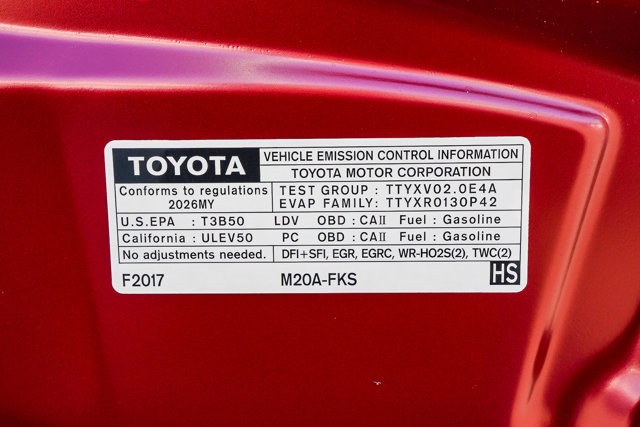 TOYOTA
VEHICLE EMISSION CONTROL INFORMATION
TOYOTA MOTOR CORPORATION
Conforms to regulations
2026MY
TEST GROUP : TTYXV02.0E4A
EVAP FAMILY: TTYXR0130P42
U.S.EPA : T3B50 LDV OBD : CAII Fuel : Gasoline
California : ULEV50 PC OBD : CAII Fuel : Gasoline
No adjustments needed. DFI+SFI, EGR, EGRC, WR-HO2S(2), TWC(2)
F2017 M20A-FKS HS